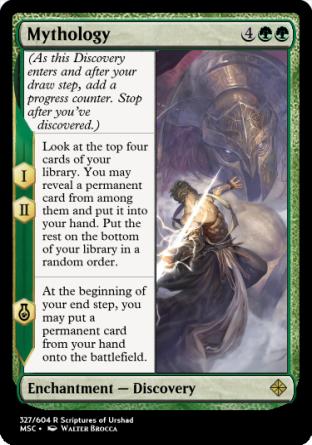 Mythology 4
(As this Discovery
enters and after your
draw step, add a
progress counter. Stop
after you've
discovered.)
I
II
Look at the top four
cards of your
library. You may
reveal a permanent
card from among
them and put it into
your hand. Put the
rest on the bottom
of your library in a
random order.
At the beginning of
your end step, you
may put a
permanent card
from your hand
onto the battlefield.
Enchantment — Discovery
327/604 R Scriptures of Urshad
MSC • Walter Brocca